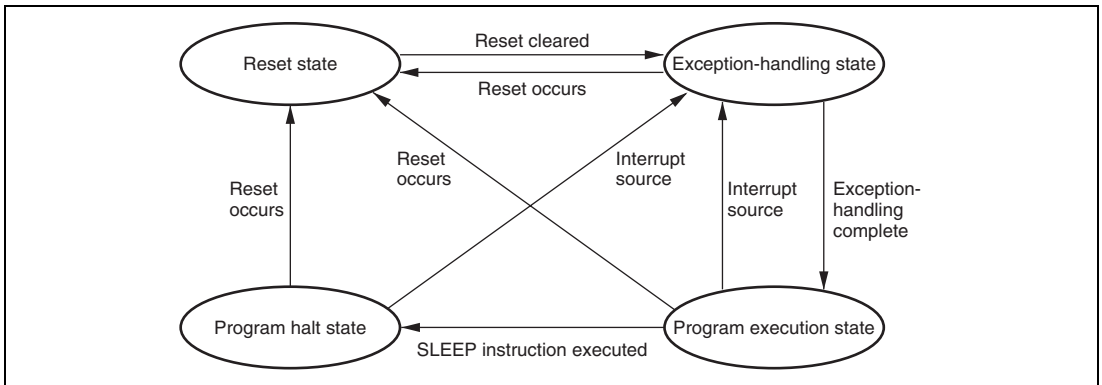 Reset cleared
Reset state
Exception-handling state
Reset occurs
Reset
occurs
Interrupt
source
Reset
occurs
Interrupt
source
Exception-
handling
complete
Program halt state
Program execution state
SLEEP instruction executed